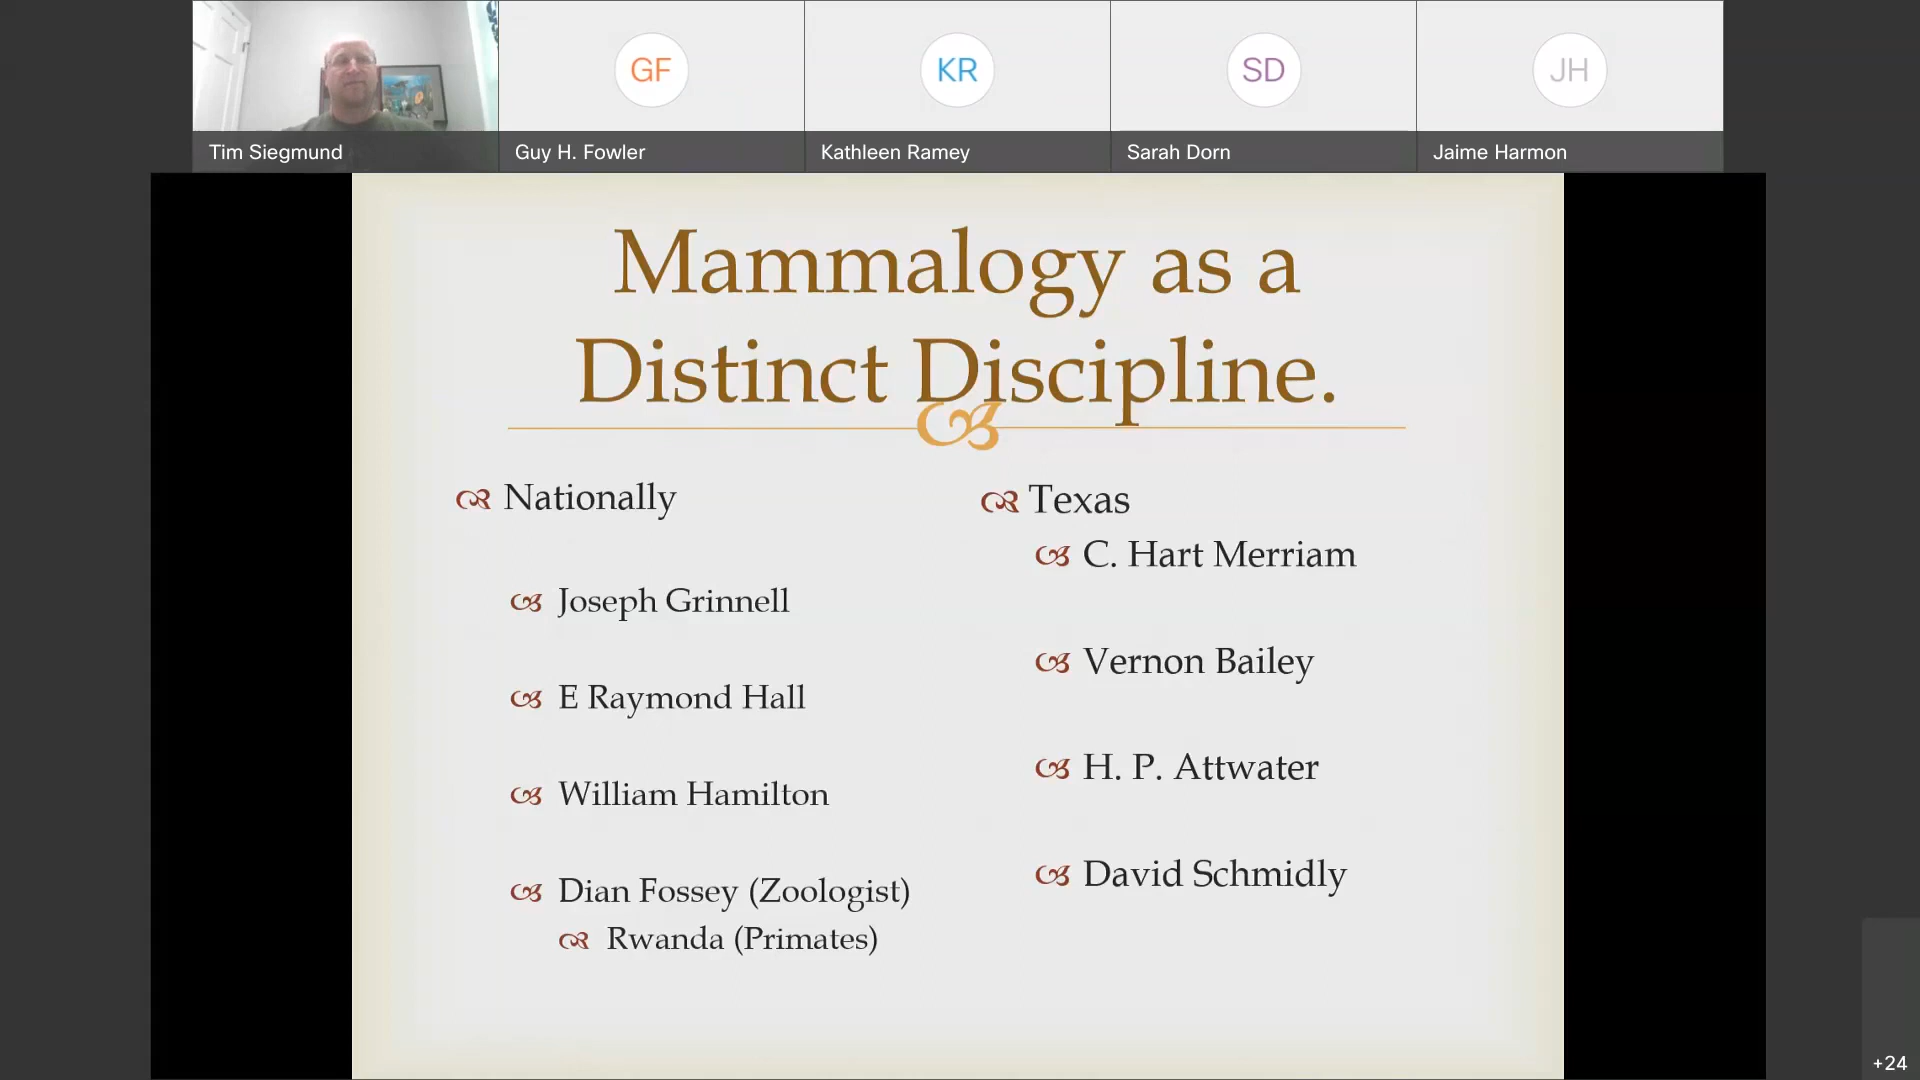 GF
KR
SD
JH
Tim Siegmund
Guy H. Fowler
Kathleen Ramey
Sarah Dorn
Jaime Harmon
Mammalogy as a
Distinct Discipline.
Nationally
Joseph Grinnell
E Raymond Hall
William Hamilton
Dian Fossey (Zoologist)
Rwanda (Primates)
Texas
C. Hart Merriam
Vernon Bailey
H. P. Attwater
David Schmidly
+24